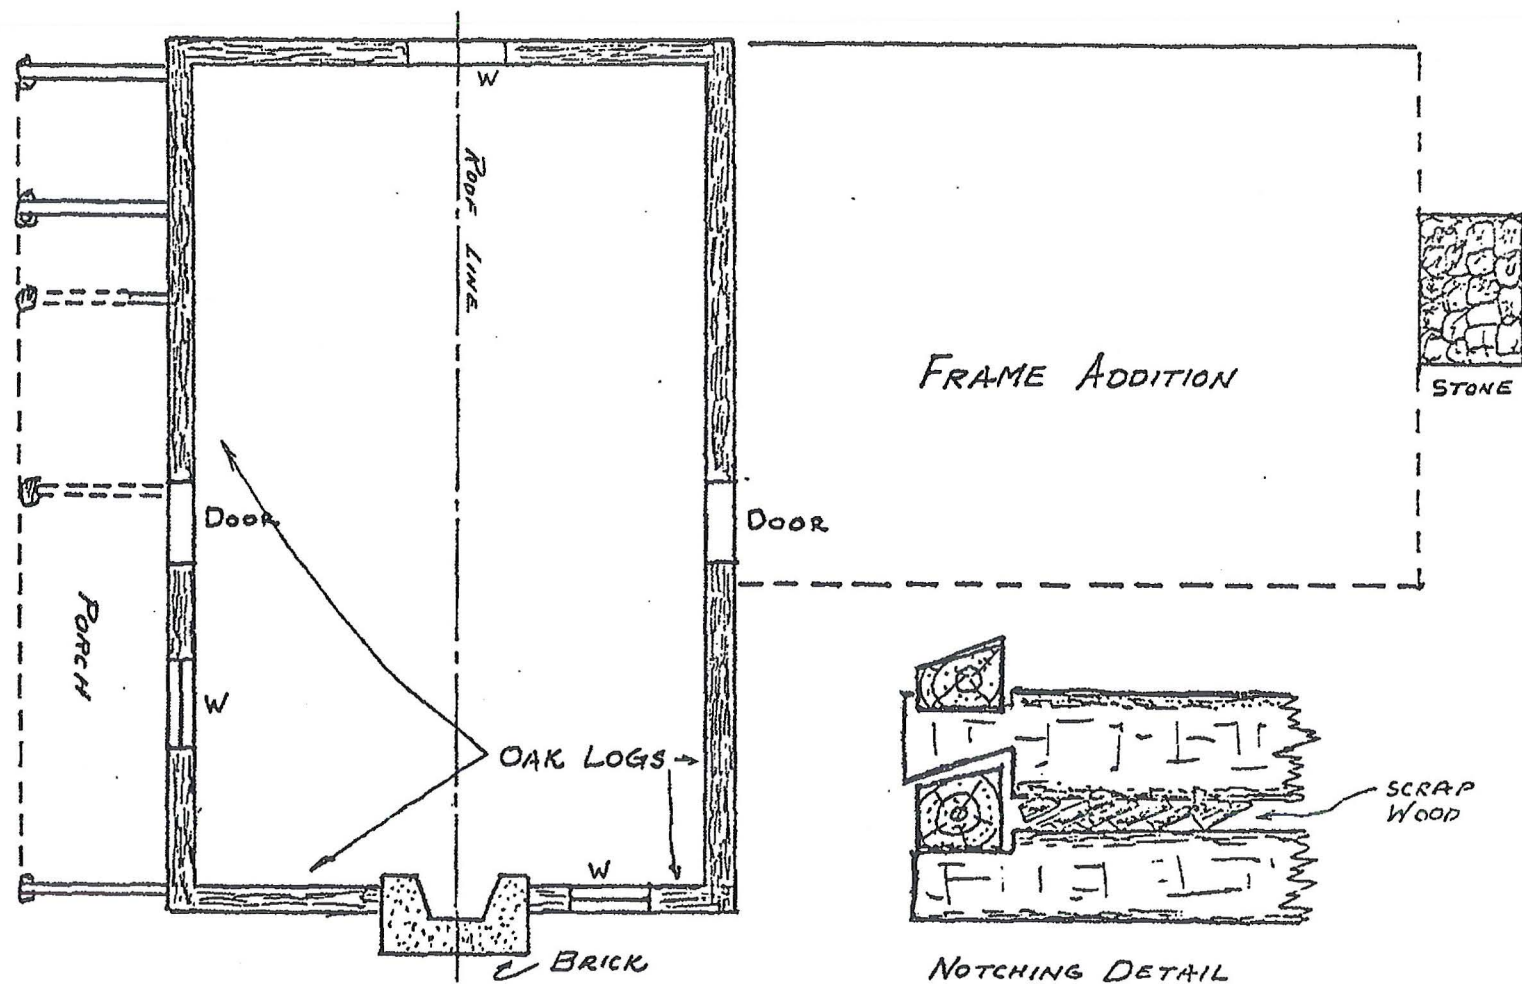 W
ROOF LINE
FRAME ADDITION
STONE
DOOR
DOOR
PORCH
W
OAK LOGS
SCRAP
WOOD
W
BRICK
NOTCHING DETAIL